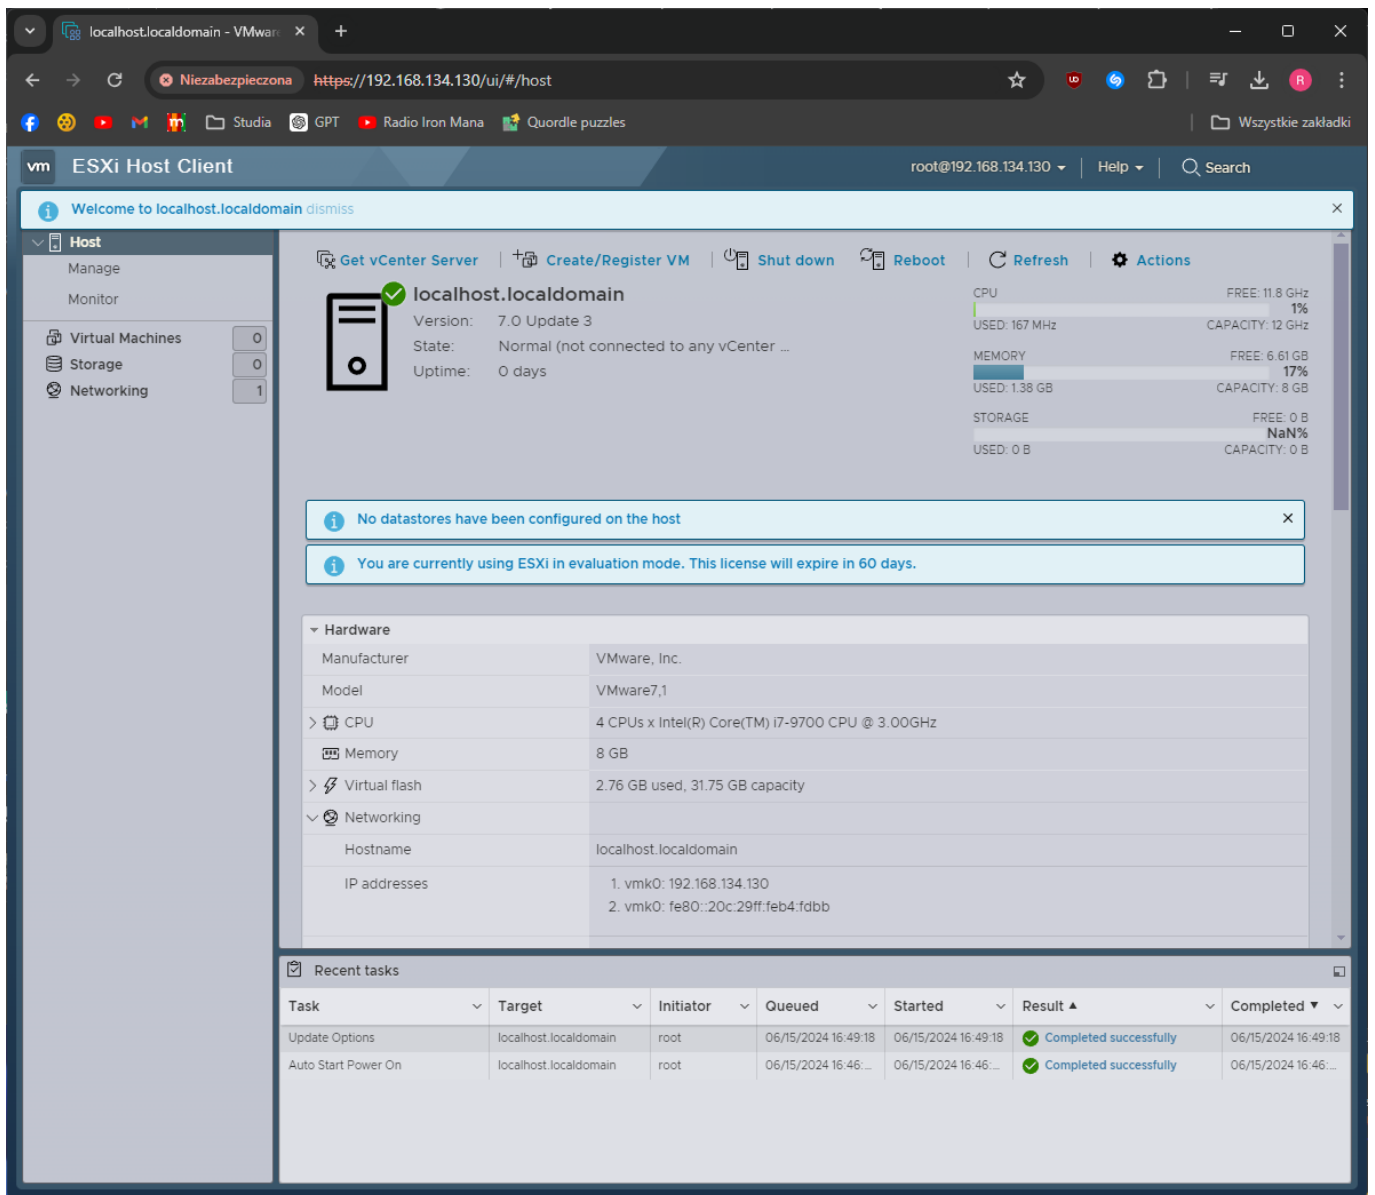 localhost.localdomain - VMwar
Niezabezpieczona https://192.168.134.130/ui/#/host
Studia GPT Radio Iron Mana Quordle puzzles Wszystkie zakładki
vm ESXi Host Client root@192.168.134.130 Help Search
Welcome to localhost.localdomain dismiss
Host
Manage
Monitor
Virtual Machines 0
Storage 0
Networking 1
Get vCenter Server Create/Register VM Shut down Reboot Refresh Actions
localhost.localdomain
Version: 7.0 Update 3
State: Normal (not connected to any vCenter ...
Uptime: 0 days
CPU FREE: 11.8 GHz
1%
USED: 167 MHz CAPACITY: 12 GHz
MEMORY FREE: 6.61 GB
17%
USED: 1.38 GB CAPACITY: 8 GB
STORAGE FREE: 0 B
NaN%
USED: 0 B CAPACITY: 0 B
No datastores have been configured on the host
You are currently using ESXi in evaluation mode. This license will expire in 60 days.
Hardware
Manufacturer VMware, Inc.
Model VMware7,1
CPU 4 CPUs x Intel(R) Core(TM) i7-9700 CPU @ 3.00GHz
Memory 8 GB
Virtual flash 2.76 GB used, 31.75 GB capacity
Networking
Hostname localhost.localdomain
IP addresses 1. vmk0: 192.168.134.130
2. vmk0: fe80::20c:29ff:feb4:fdbb
Recent tasks
Task Target Initiator Queued Started Result ▲ Completed ▼
Update Options localhost.localdomain root 06/15/2024 16:49:18 06/15/2024 16:49:18 Completed successfully 06/15/2024 16:49:18
Auto Start Power On localhost.localdomain root 06/15/2024 16:46:... 06/15/2024 16:46:... Completed successfully 06/15/2024 16:46:...